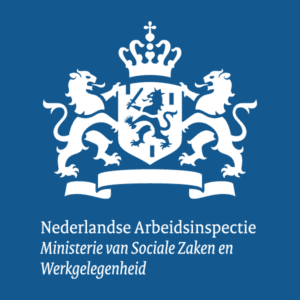 Nederlandse Arbeidsinspectie
Ministerie van Sociale Zaken en
Werkgelegenheid